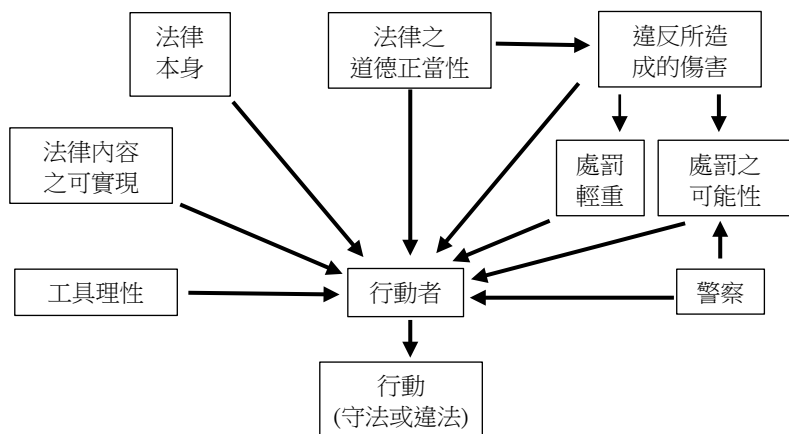 法律
本身
法律之
道德正當性
違反所造
成的傷害
法律內容
之可實現
處罰
輕重
处罰之
可能性
工具理性
行動者
警察
行動
(守法或違法)